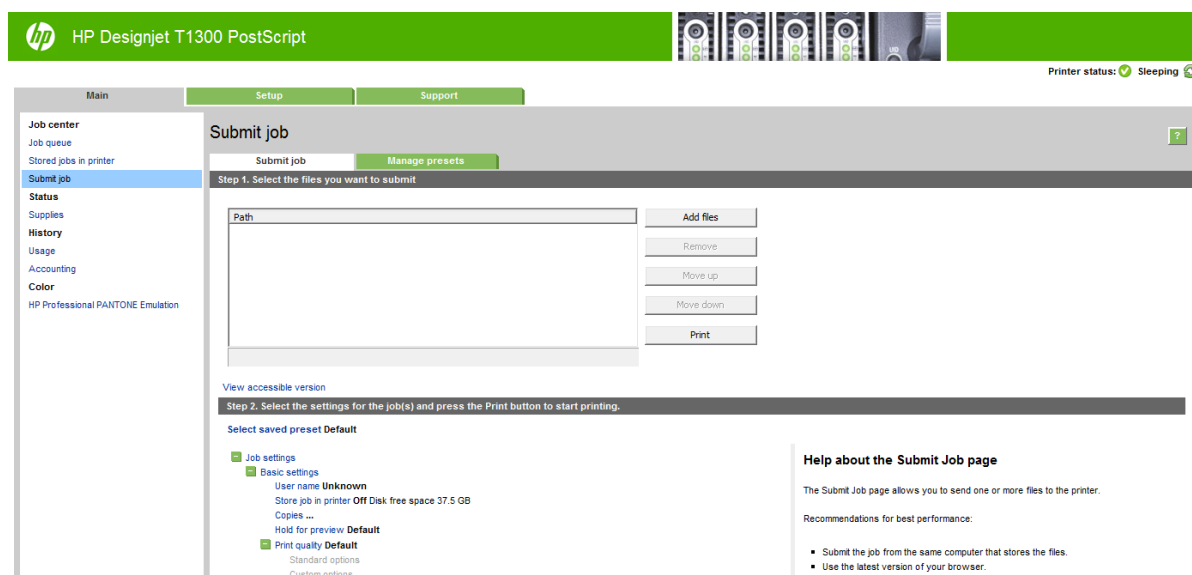 hp HP Designjet T1300 PostScript
UID
Printer status: Sleeping
Main Setup Support
Job center
Job queue
Stored jobs in printer
Submit job
Status
Supplies
History
Usage
Accounting
Color
HP Professional PANTONE Emulation
Submit job
?
Submit job Manage presets
Step 1. Select the files you want to submit
Path
Add files
Remove
Move up
Move down
Print
View accessible version
Step 2. Select the settings for the job(s) and press the Print button to start printing.
Select saved preset Default
Job settings
Basic settings
User name Unknown
Store job in printer Off Disk free space 37.5 GB
Copies ...
Hold for preview Default
Print quality Default
Standard options
Custom options
Help about the Submit Job page
The Submit Job page allows you to send one or more files to the printer.
Recommendations for best performance:
Submit the job from the same computer that stores the files.
Use the latest version of your browser.